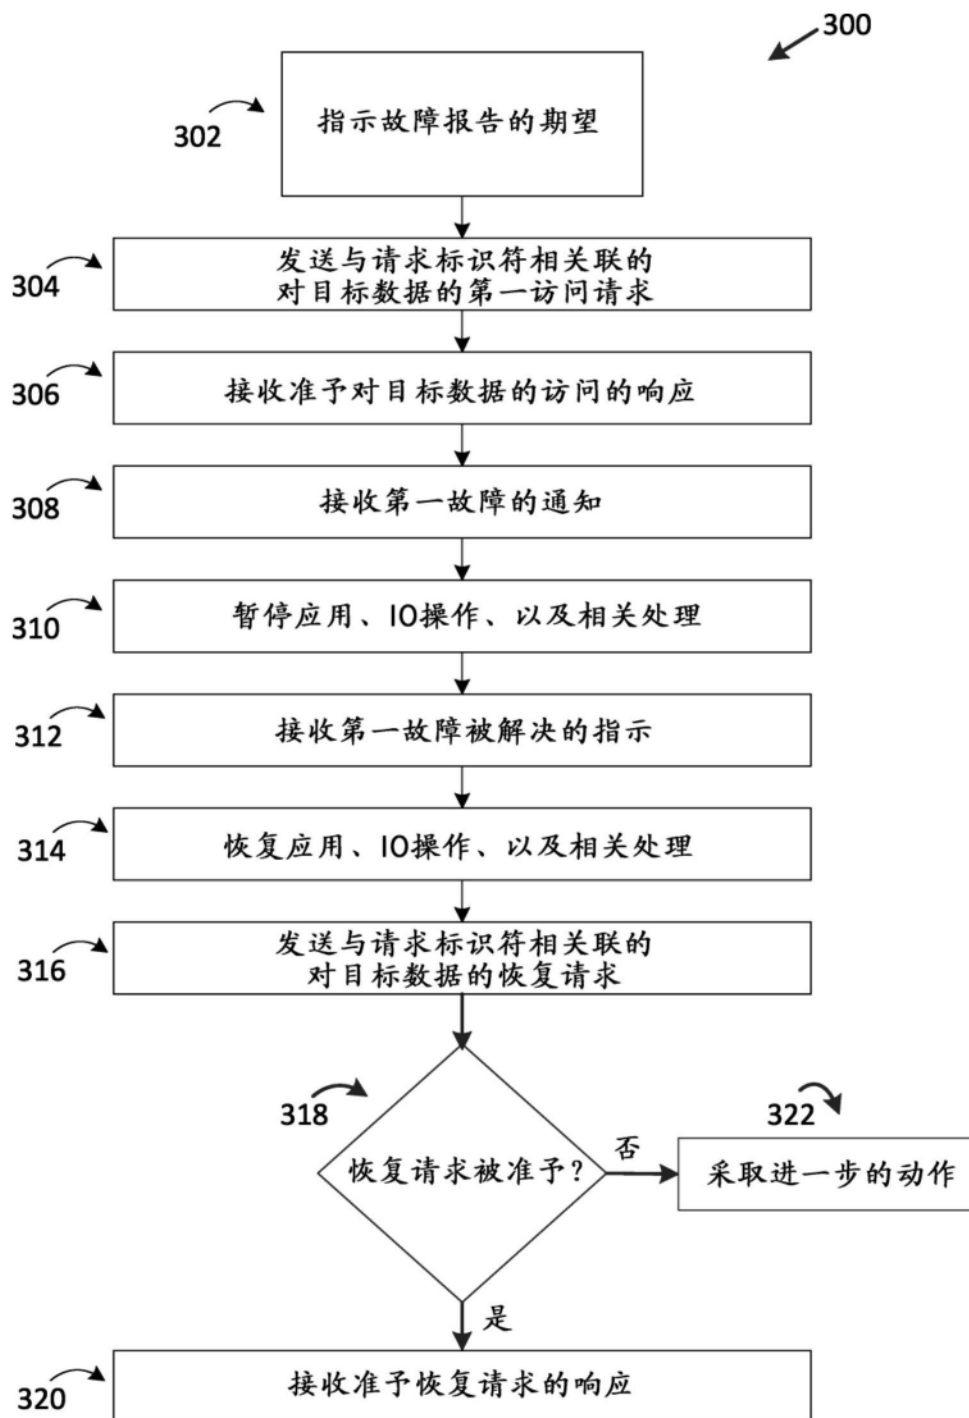 300
302
指示故障报告的期望
304
发送与请求标识符相关联的
对目标数据的第一访问请求
306
接收准予对目标数据的访问的响应
308
接收第一故障的通知
310
暂停应用、IO操作、以及相关处理
312
接收第一故障被解决的指示
314
恢复应用、IO操作、以及相关处理
316
发送与请求标识符相关联的
对目标数据的恢复请求
318
恢复请求被准予?
否
322
采取进一步的动作
是
320
接收准予恢复请求的响应